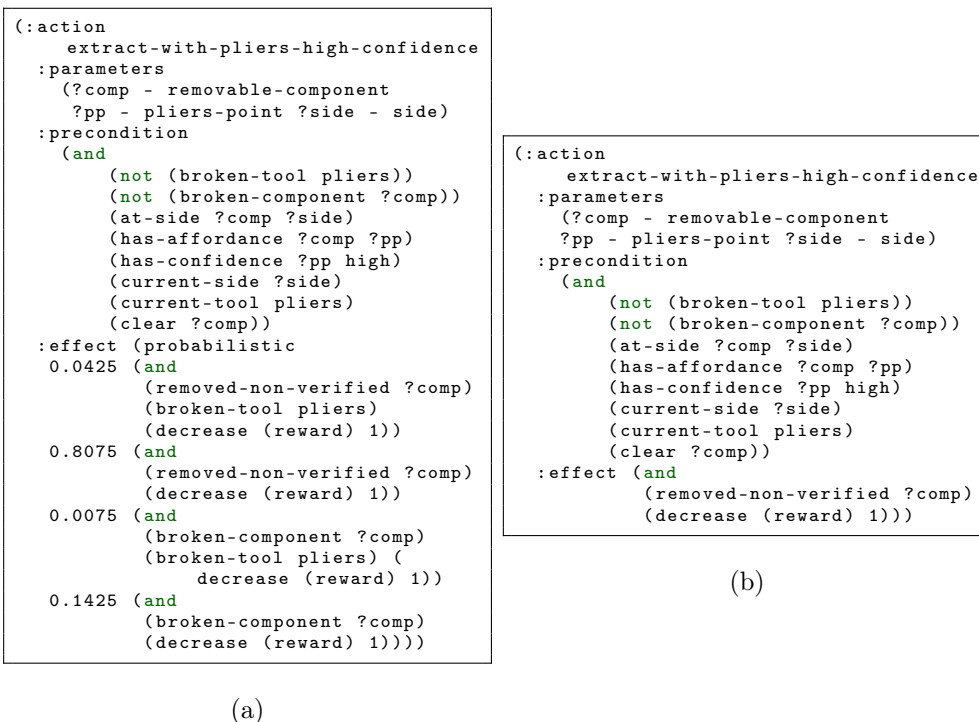 (:action
extract-with-pliers-high-confidence
:parameters
(?comp - removable-component
?pp - pliers-point ?side - side)
:precondition
(and
(not (broken-tool pliers))
(not (broken-component ?comp))
(at-side ?comp ?side)
(has-affordance ?comp ?pp)
(has-confidence ?pp high)
(current-side ?side)
(current-tool pliers)
(clear ?comp))
:effect (probabilistic
0.0425 (and
(removed-non-verified ?comp)
(broken-tool pliers)
(decrease (reward) 1))
0.8075 (and
(removed-non-verified ?comp)
(decrease (reward) 1))
0.0075 (and
(broken-component ?comp)
(broken-tool pliers) (
decrease (reward) 1))
0.1425 (and
(broken-component ?comp)
(decrease (reward) 1))))
(a)
(:action
extract-with-pliers-high-confidence
:parameters
(?comp - removable-component
?pp - pliers-point ?side - side)
:precondition
(and
(not (broken-tool pliers))
(not (broken-component ?comp))
(at-side ?comp ?side)
(has-affordance ?comp ?pp)
(has-confidence ?pp high)
(current-side ?side)
(current-tool pliers)
(clear ?comp))
:effect (and
(removed-non-verified ?comp)
(decrease (reward) 1)))
(b)